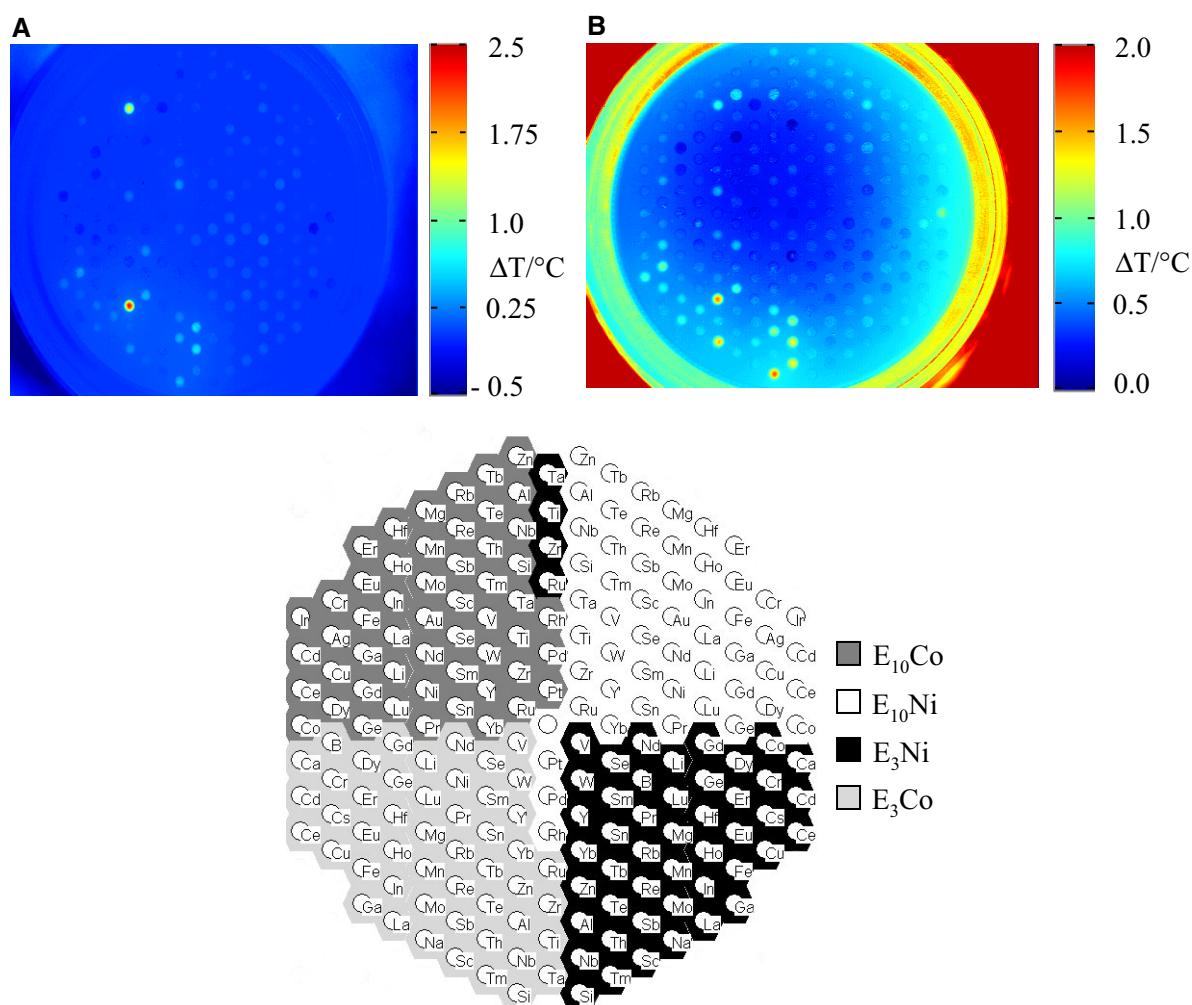 A
B
2.5
1.75
1.0
ΔT/°C
0.25
- 0.5
2.0
1.5
1.0
ΔT/°C
0.5
0.0
Zn Zn
Tb Ta Tb
Rb Al Al Rb
Mg Te Ti Te Mg
Hf Re Nb Nb Re Hf
Er Mn Th Zr Th Mn Er
Ho Sb Si Si Sb Ho
Eu Mo Tm Ru Tm Mo Eu
Cr In Sc Ta Ta Sc In Cr
Ir Fe Au V Rh V Au Fe Ir
Ag La Se Ti Ti Se La Ag
Cd Ga Nd W Pd W Nd Ga Cd
Cu Li Sm Zr Zr Sm Li Cu
Ce Gd Ni Y Pt Y Ni Gd Ce
Dy Lu Sn Ru Ru Sn Lu Dy
Co Ge Pr Yb Yb Pr Ge Co
B Gd Nd V V Nd Gd Co
Ca Dy Li Se Pt Se Li Dy Ca
Cr Ge Ni W W B Ge Cr
Cd Er Lu Sm Pd Sm Lu Er Cd
Cs Hf Pr Y Y Pr Hf Cs
Ce Eu Mg Sn Rh Sn Mg Eu Ce
Cu Ho Rb Yb Yb Rb Ho Cu
Fe Mn Tb Ru Tb Mn Fe
In Re Zn Zn Re In
Ga Mo Te Zr Te Mo Ga
La Sb Al Al Sb La
Na Th Ti Th Na
Sc Nb Nb Sc
Tm Ta Tm
Si Si
E₁₀Co
E₁₀Ni
E₃Ni
E₃Co